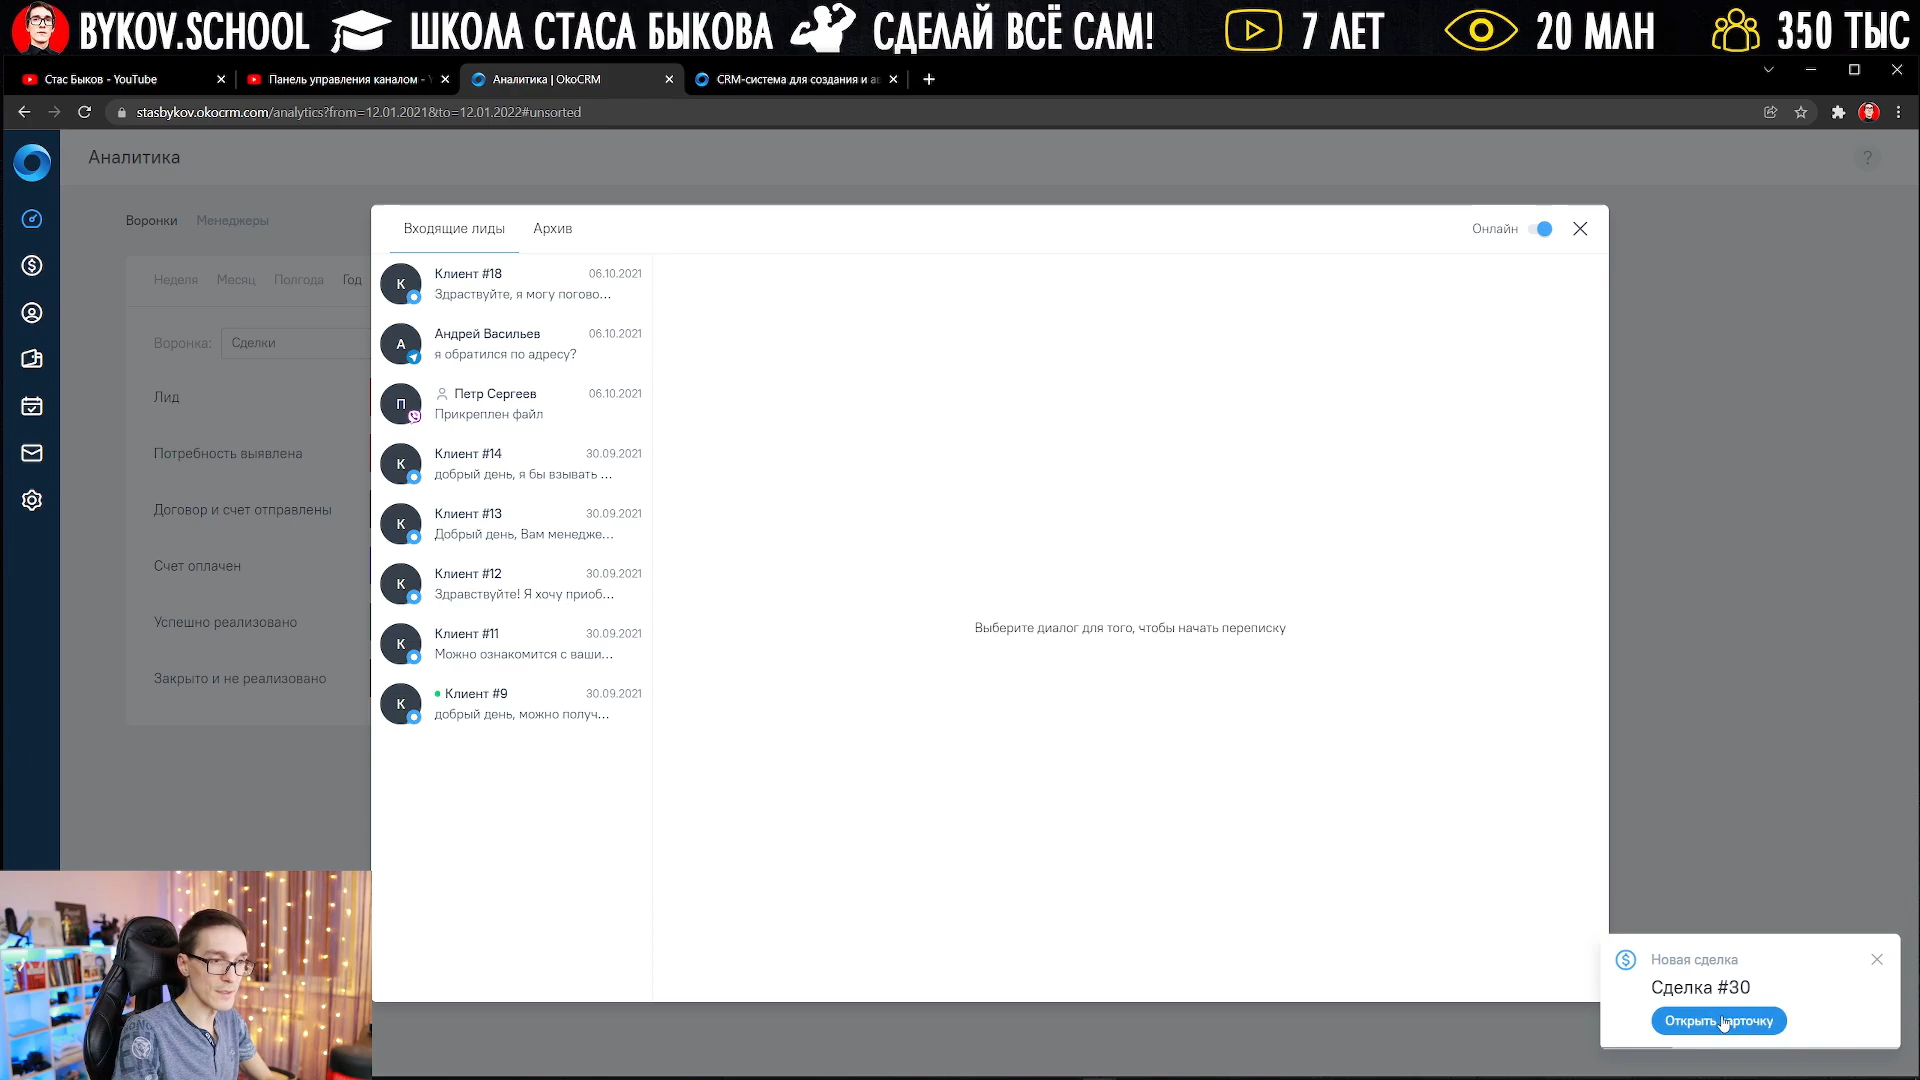 BYKOV.SCHOOL ШКОЛА СТАСА БЫКОВА СДЕЛАЙ ВСЁ САМ! 7 ЛЕТ 20 МЛН 350 ТЫС
Стас Быков - YouTube
Панель управления каналом -
Аналитика | OkoCRM
CRM-система для создания и
stasbykov.okocrm.com/analytics?from=12.01.2021&to=12.01.2022#unsorted
Аналитика
?
Воронки Менеджеры
Неделя Месяц Полгода Год
Воронка: Сделки
Лид
Потребность выявлена
Договор и счет отправлены
Счет оплачен
Успешно реализовано
Закрыто и не реализовано
Входящие лиды Архив
Онлайн
К Клиент #18 06.10.2021
Здраствуйте, я могу погово...
А Андрей Васильев 06.10.2021
я обратился по адресу?
П Петр Сергеев 06.10.2021
Прикреплен файл
К Клиент #14 30.09.2021
добрый день, я бы взывать ...
К Клиент #13 30.09.2021
Добрый день, Вам менедже...
К Клиент #12 30.09.2021
Здравствуйте! Я хочу приоб...
К Клиент #11 30.09.2021
Можно ознакомится с ваши...
К Клиент #9 30.09.2021
добрый день, можно получ...
Выберите диалог для того, чтобы начать переписку
$ Новая сделка
Сделка #30
Открыть